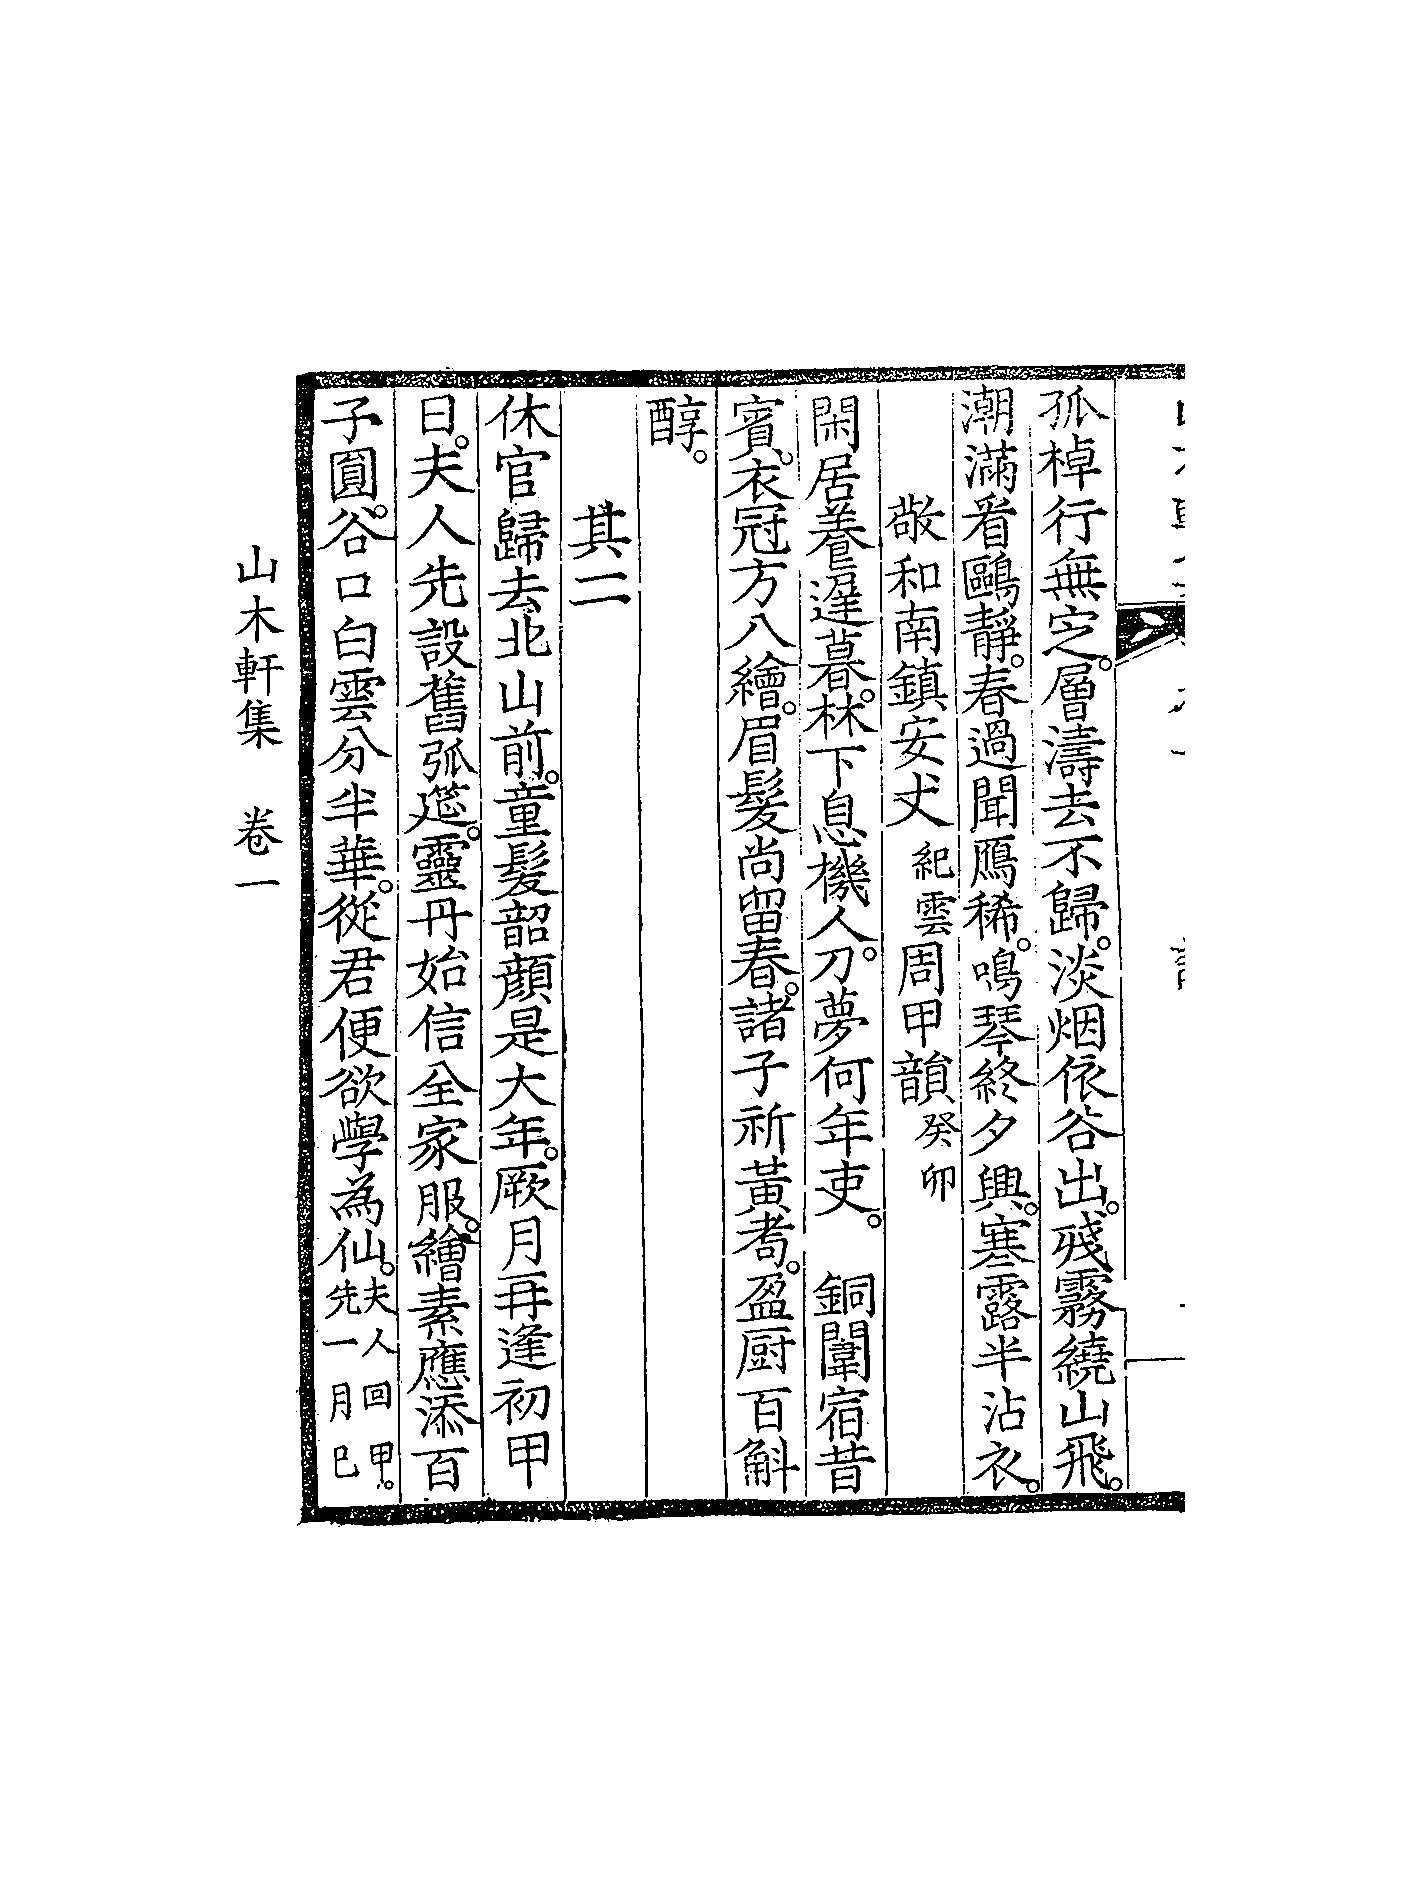 孤棹行無㝎。層濤去不歸。淡烟依谷出。殘霧繞山飛。
潮滿看鷗靜。春過聞鴈稀。鳴琴終夕興。寒露半沾衣。
敬和南鎮安丈紀雲周甲韻癸卯
閑居養遲暮。林下息機人。刀夢何年吏。銅闈宿昔
賓。衣冠方八繪。眉髮尚留春。諸子祈黃耇。盈厨百斛
醇。
其二
休官歸去北山前。童髮韶顔是大年。厥月再逢初甲
日。夫人先設舊弧筵。靈丹始信全家服。繪素應添百
子圓。谷口白雲分半華。從君便欲學為仙。夫人回甲。
先一月已
山木軒集 卷一